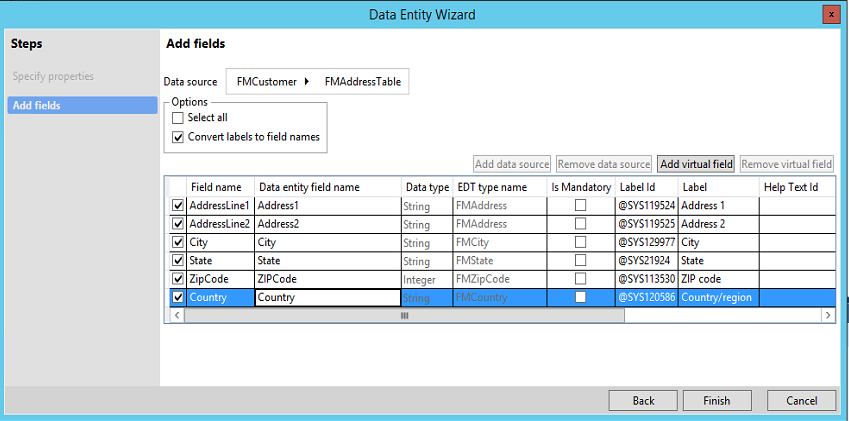 Data Entity Wizard
x
Steps
Specify properties
Add fields
Add fields
Data source FMCustomer FMAddressTable
Options
Select all
Convert labels to field names
Add data source Remove data source Add virtual field Remove virtual field
Field name Data entity field name Data type EDT type name Is Mandatory Label Id Label Help Text Id
AddressLine1 Address1 String FMAddress @SYS119524 Address 1
AddressLine2 Address2 String FMAddress @SYS119525 Address 2
City City String FMCity @SYS129977 City
State State String FMState @SYS21924 State
ZipCode ZIPCode Integer FMZipCode @SYS113530 ZIP code
Country Country String FMCountry @SYS120586 Country/region
Back Finish Cancel